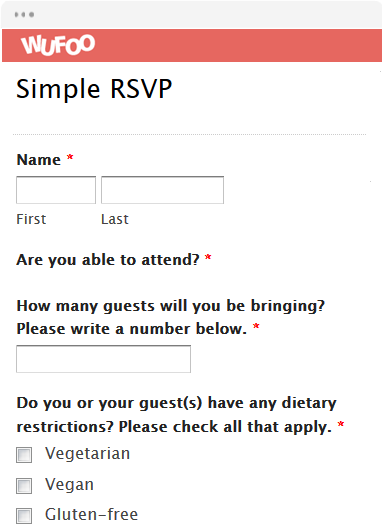 WUFOO
Simple RSVP
Name *
First Last
Are you able to attend? *
How many guests will you be bringing?
Please write a number below. *
Do you or your guest(s) have any dietary
restrictions? Please check all that apply. *
Vegetarian
Vegan
Gluten-free